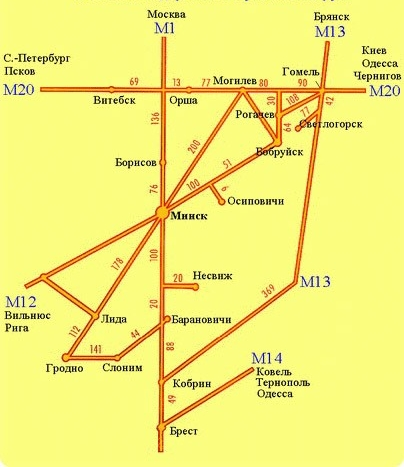 Москва
M1
Брянск
M13
С.-Петербург
Псков
M20
69
13
77
Могилев
80
Гомель
90
Киев
Одесса
Чернигов
M20
Витебск
Орша
30
108
42
Рогачев
77
Светлогорск
136
200
64
Бобруйск
Борисов
51
76
100
6
Осиповичи
Минск
178
100
20
Несвиж
M13
M12
Вильнюс
Рига
Лида
20
369
112
Барановичи
44
141
88
Гродно
Слоним
M14
Кобрин
Ковель
Тернополь
Одесса
49
Брест